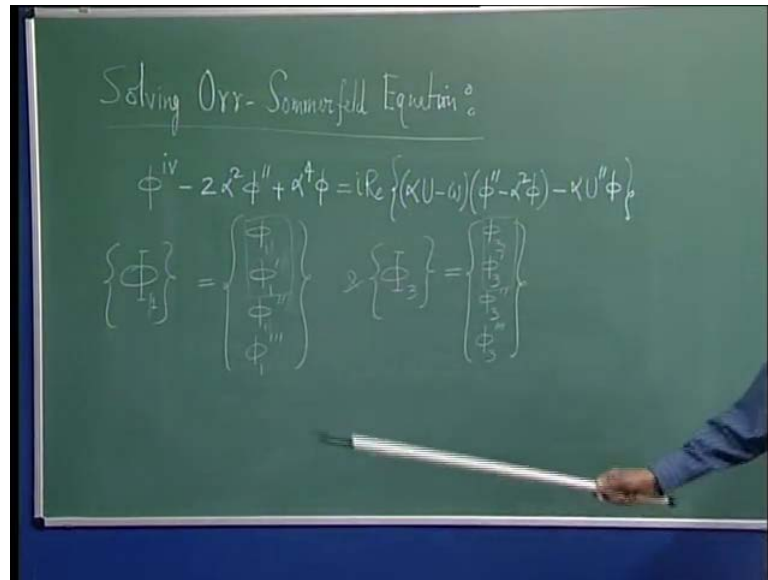 Solving Orr-Sommerfeld Equation:
ϕ^{iv} - 2α²ϕ'' + α⁴ϕ = iRe{(αU-ω)(ϕ''-α²ϕ) - αU''ϕ}
{Φ₁} = {ϕ₁ ϕ₁' ϕ₁'' ϕ₁'''} & {Φ₃} = {ϕ₃ ϕ₃' ϕ₃'' ϕ₃'''}